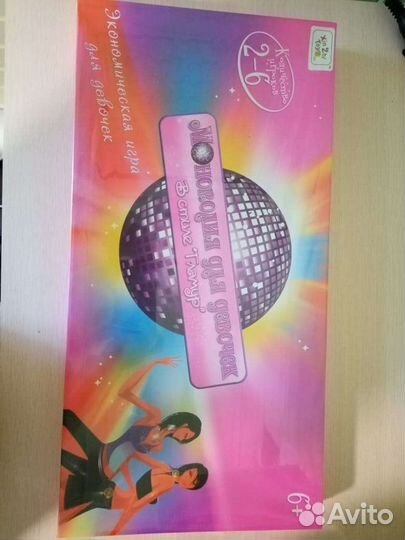 Экономическая игра
для девочек
Монополия для девочек
В стиле "Гламур"
Количество
игроков
2-6
6+
Avito